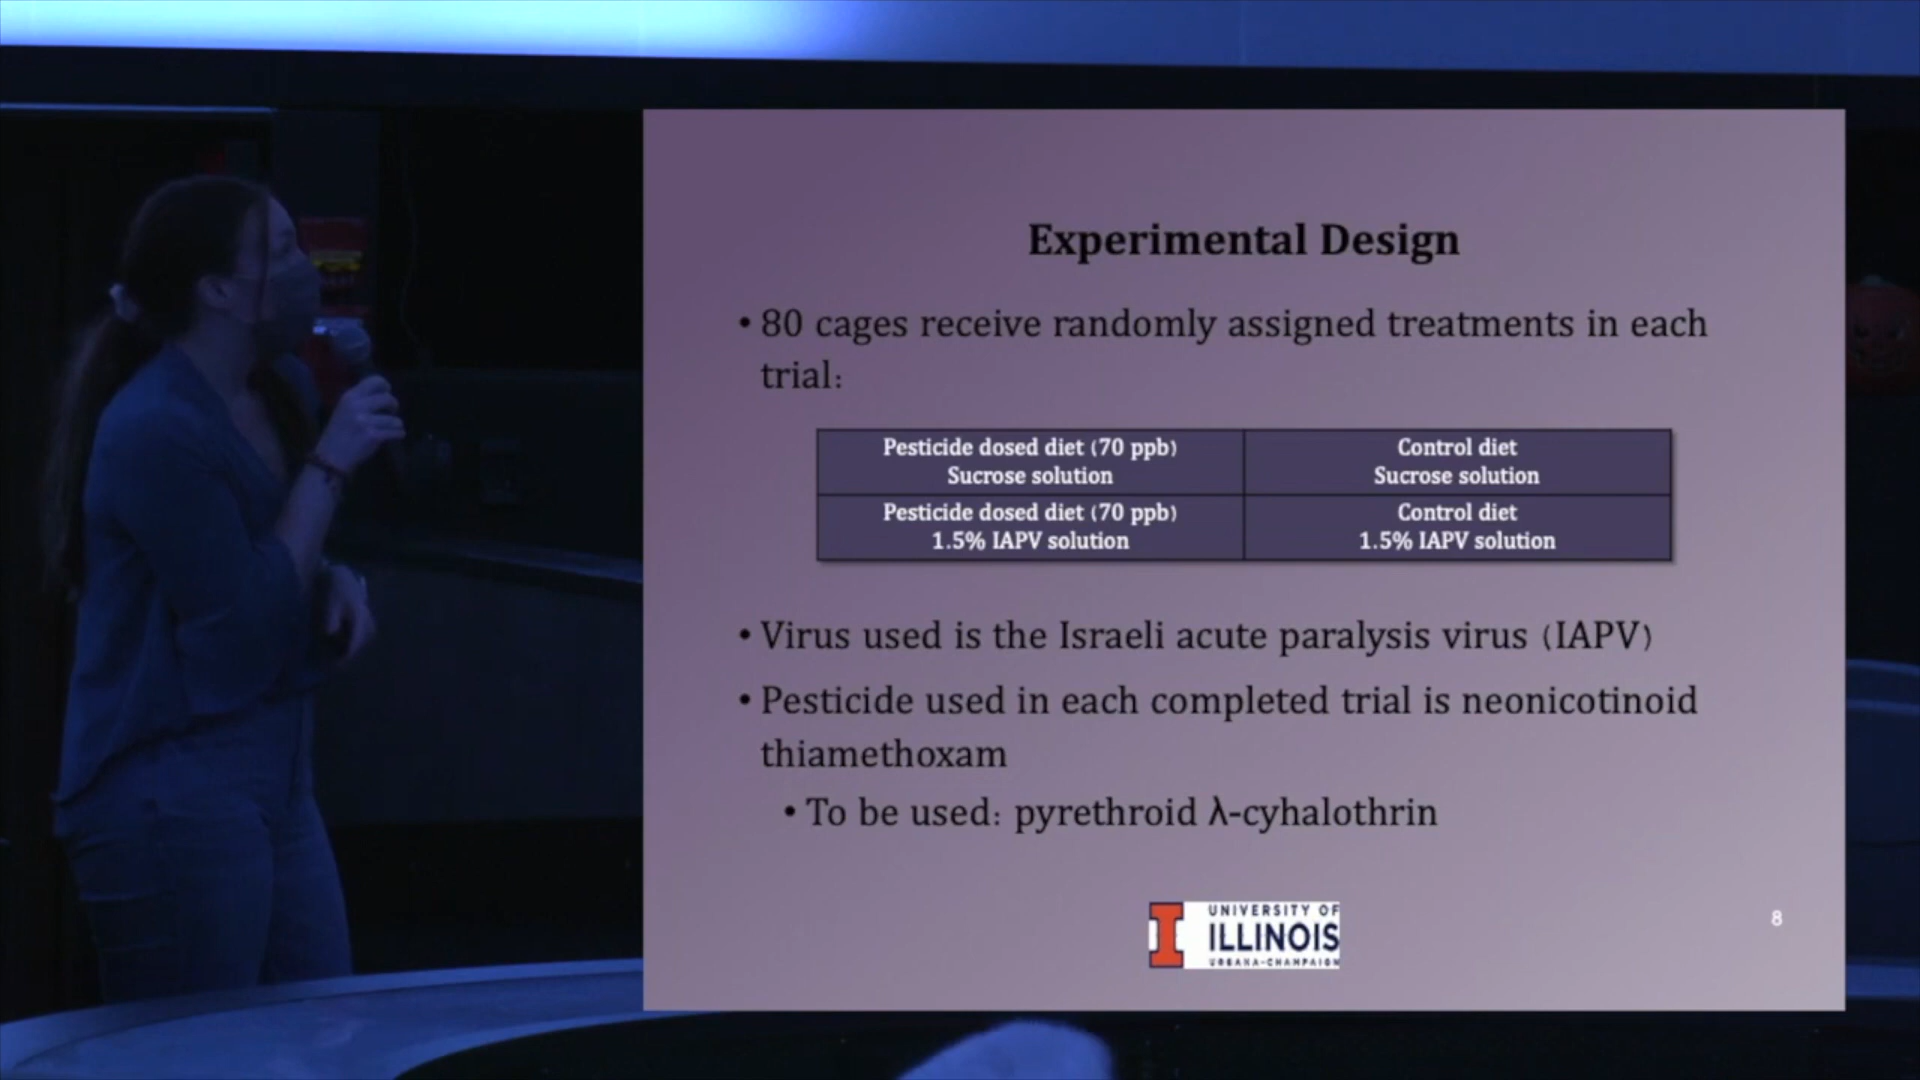 Experimental Design
• 80 cages receive randomly assigned treatments in each
trial:
Pesticide dosed diet (70 ppb)
Sucrose solution
Control diet
Sucrose solution
Pesticide dosed diet (70 ppb)
1.5% IAPV solution
Control diet
1.5% IAPV solution
• Virus used is the Israeli acute paralysis virus (IAPV)
• Pesticide used in each completed trial is neonicotinoid
thiamethoxam
• To be used: pyrethroid λ-cyhalothrin
UNIVERSITY OF
ILLINOIS
URBANA-CHAMPAIGN
8